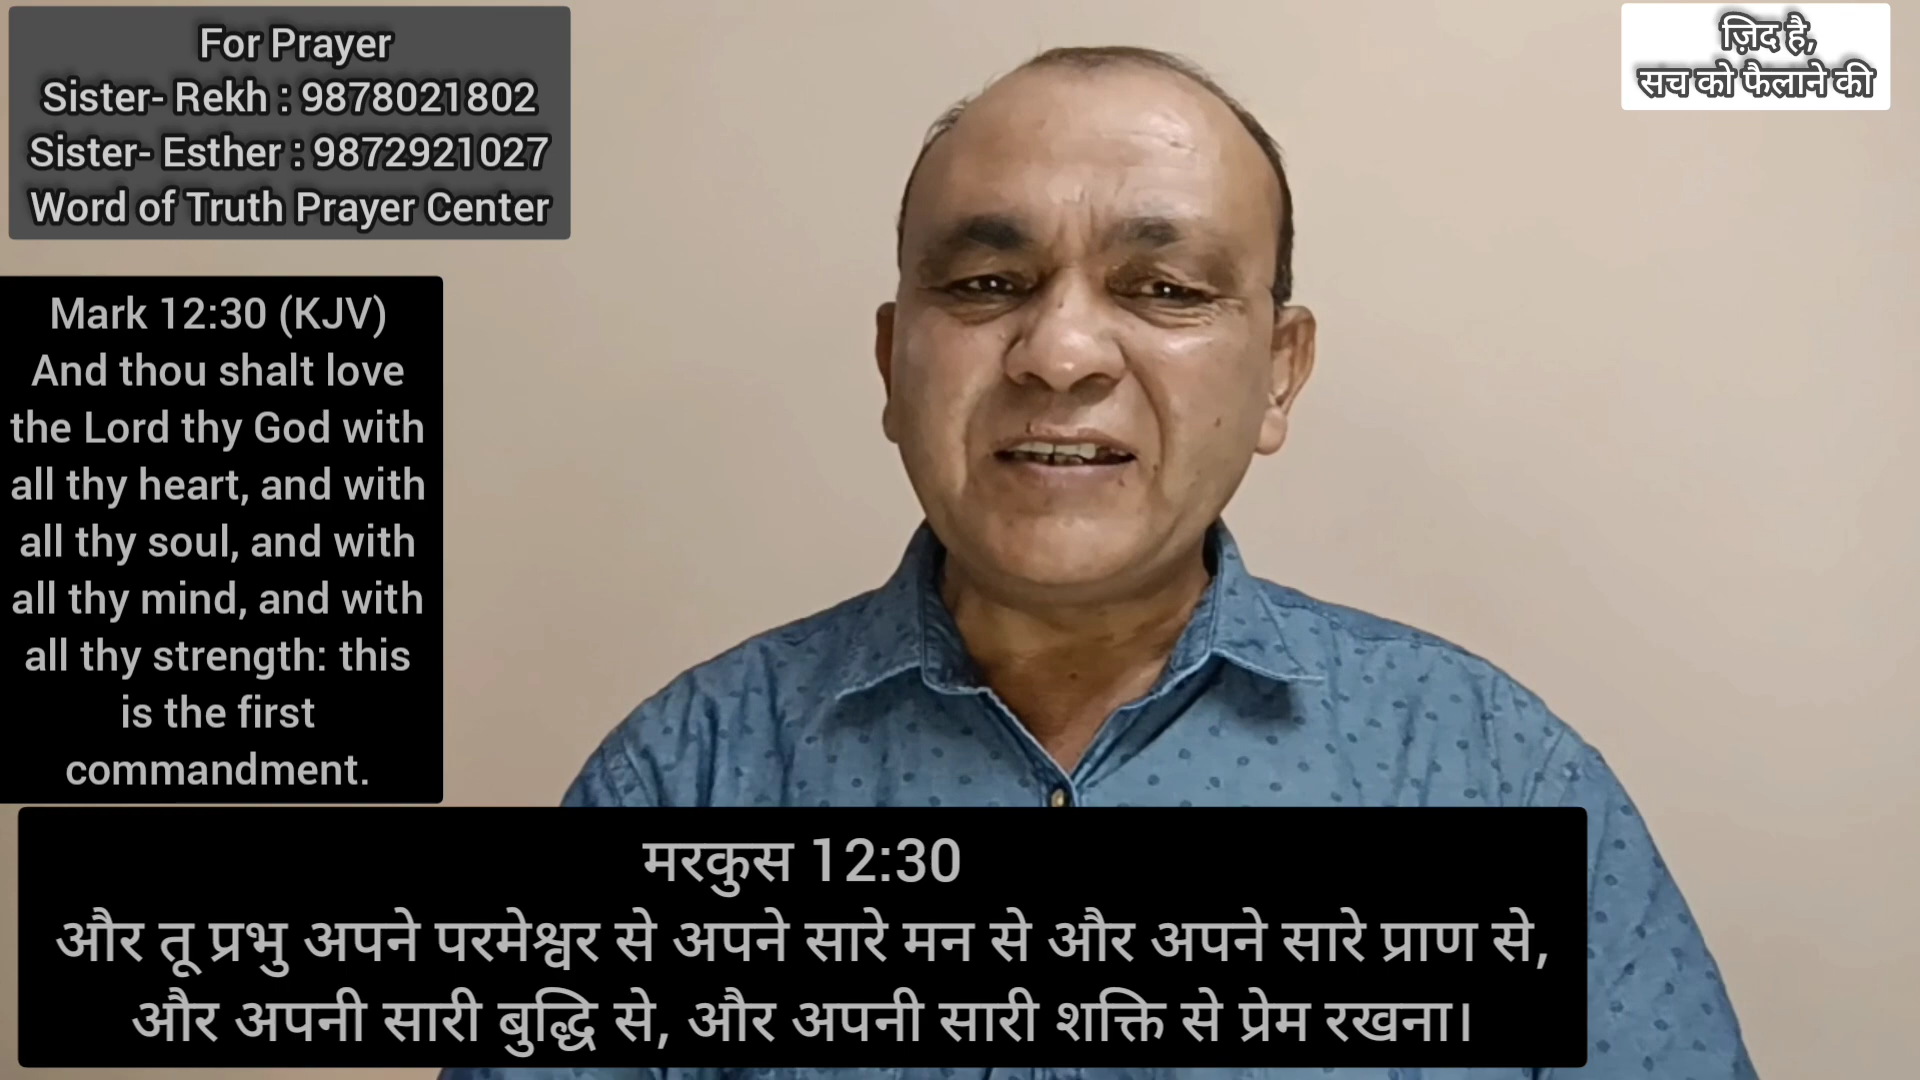 For Prayer
Sister- Rekh : 9878021802
Sister- Esther : 9872921027
Word of Truth Prayer Center
ज़िद है,
सच को फैलाने की
Mark 12:30 (KJV)
And thou shalt love
the Lord thy God with
all thy heart, and with
all thy soul, and with
all thy mind, and with
all thy strength: this
is the first
commandment.
मरकुस 12:30
और तू प्रभु अपने परमेश्वर से अपने सारे मन से और अपने सारे प्राण से,
और अपनी सारी बुद्धि से, और अपनी सारी शक्ति से प्रेम रखना।